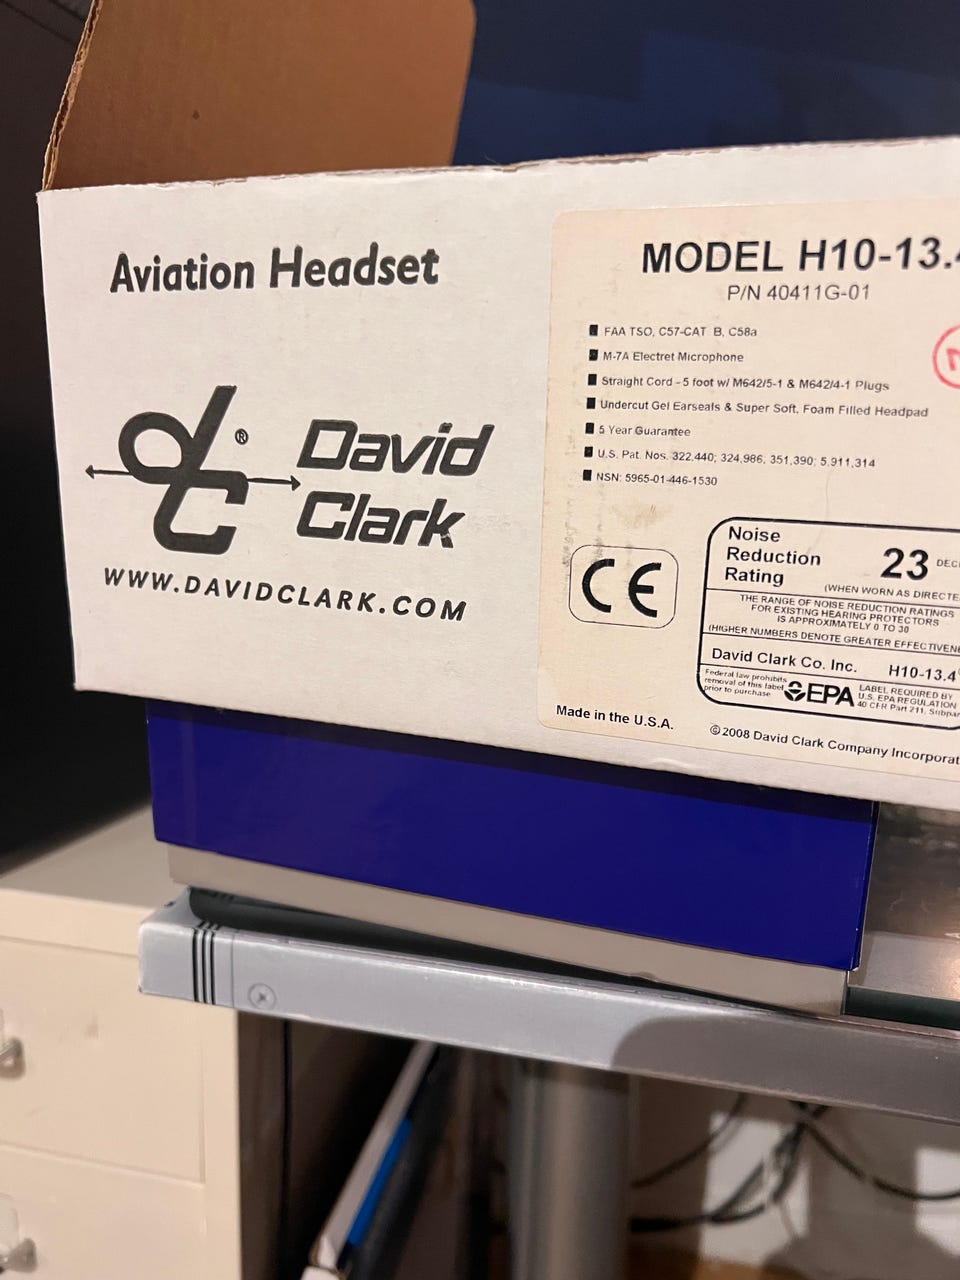 Aviation Headset
dc®
David
Clark
WWW.DAVIDCLARK.COM
MODEL H10-13.4
P/N 40411G-01
FAA TSO, C57-CAT B, C58a
M-7A Electret Microphone
Straight Cord - 5 foot w/ M642/5-1 & M642/4-1 Plugs
Undercut Gel Earseals & Super Soft, Foam Filled Headpad
5 Year Guarantee
U.S. Pat. Nos. 322,440; 324,986, 351,390; 5,911,314
NSN: 5965-01-446-1530
CE
Noise
Reduction
Rating
23 DECI
(WHEN WORN AS DIRECTE
THE RANGE OF NOISE REDUCTION RATINGS
FOR EXISTING HEARING PROTECTORS
IS APPROXIMATELY 0 TO 30
(HIGHER NUMBERS DENOTE GREATER EFFECTIVENE
David Clark Co. Inc. H10-13.4
Federal law prohibits
removal of this label
prior to purchase
EPA
LABEL REQUIRED BY
U.S. EPA REGULATION
40 CFR Part 211, Subpar
Made in the U.S.A.
©2008 David Clark Company Incorporat